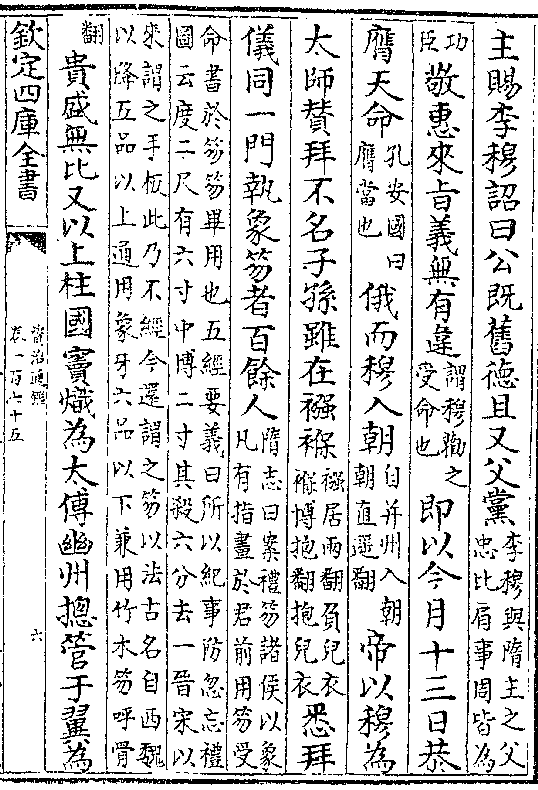 主賜李穆詔曰公既舊德且又父黨李穆與隋主之父忠比肩事周皆為
功臣敬惠來旨義無有違謂穆勸之受命也即以今月十三日恭
膺天命孔安國曰膺當也俄而穆入朝自并州入朝朝直遥翻帝以穆為
太師賛拜不名子孫雖在襁褓襁居兩翻負兒衣褓博抱翻抱兒衣悉拜
儀同一門執象笏者百餘人隋志曰案禮笏諸侯以象凡有指畫於君前用笏受
命書於笏笏畢用也五經要義曰所以紀事防忽忘禮
圖云度二尺有六寸中博二寸其殺六分去一晉宋以
來謂之手板此乃不經今還謂之笏以法古名自西魏
以降五品以上通用象牙六品以下兼用竹木笏呼骨
翻貴盛無比又以上柱國竇熾為太傅幽州摠管于翼為
欽定四庫全書
資治通鑑
卷一百七十五
六